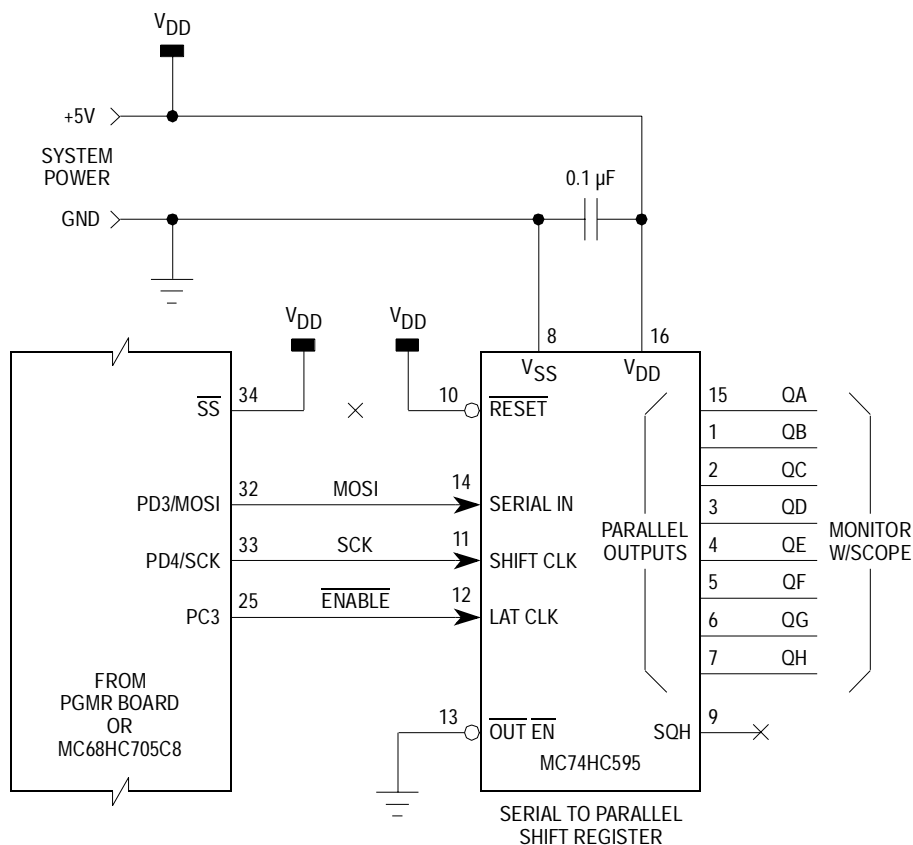 VDD
+5V
SYSTEM
POWER
GND
0.1 µF
VDD
VDD
8
16
VSS
VDD
SS
34
10
RESET
15
QA
1
QB
2
QC
3
QD
4
QE
5
QF
6
QG
7
QH
PD3/MOSI
32
MOSI
14
SERIAL IN
PARALLEL
OUTPUTS
MONITOR
W/SCOPE
PD4/SCK
33
SCK
11
SHIFT CLK
PC3
25
ENABLE
12
LAT CLK
FROM
PGMR BOARD
OR
MC68HC705C8
13
OUT EN
SQH
9
MC74HC595
SERIAL TO PARALLEL
SHIFT REGISTER